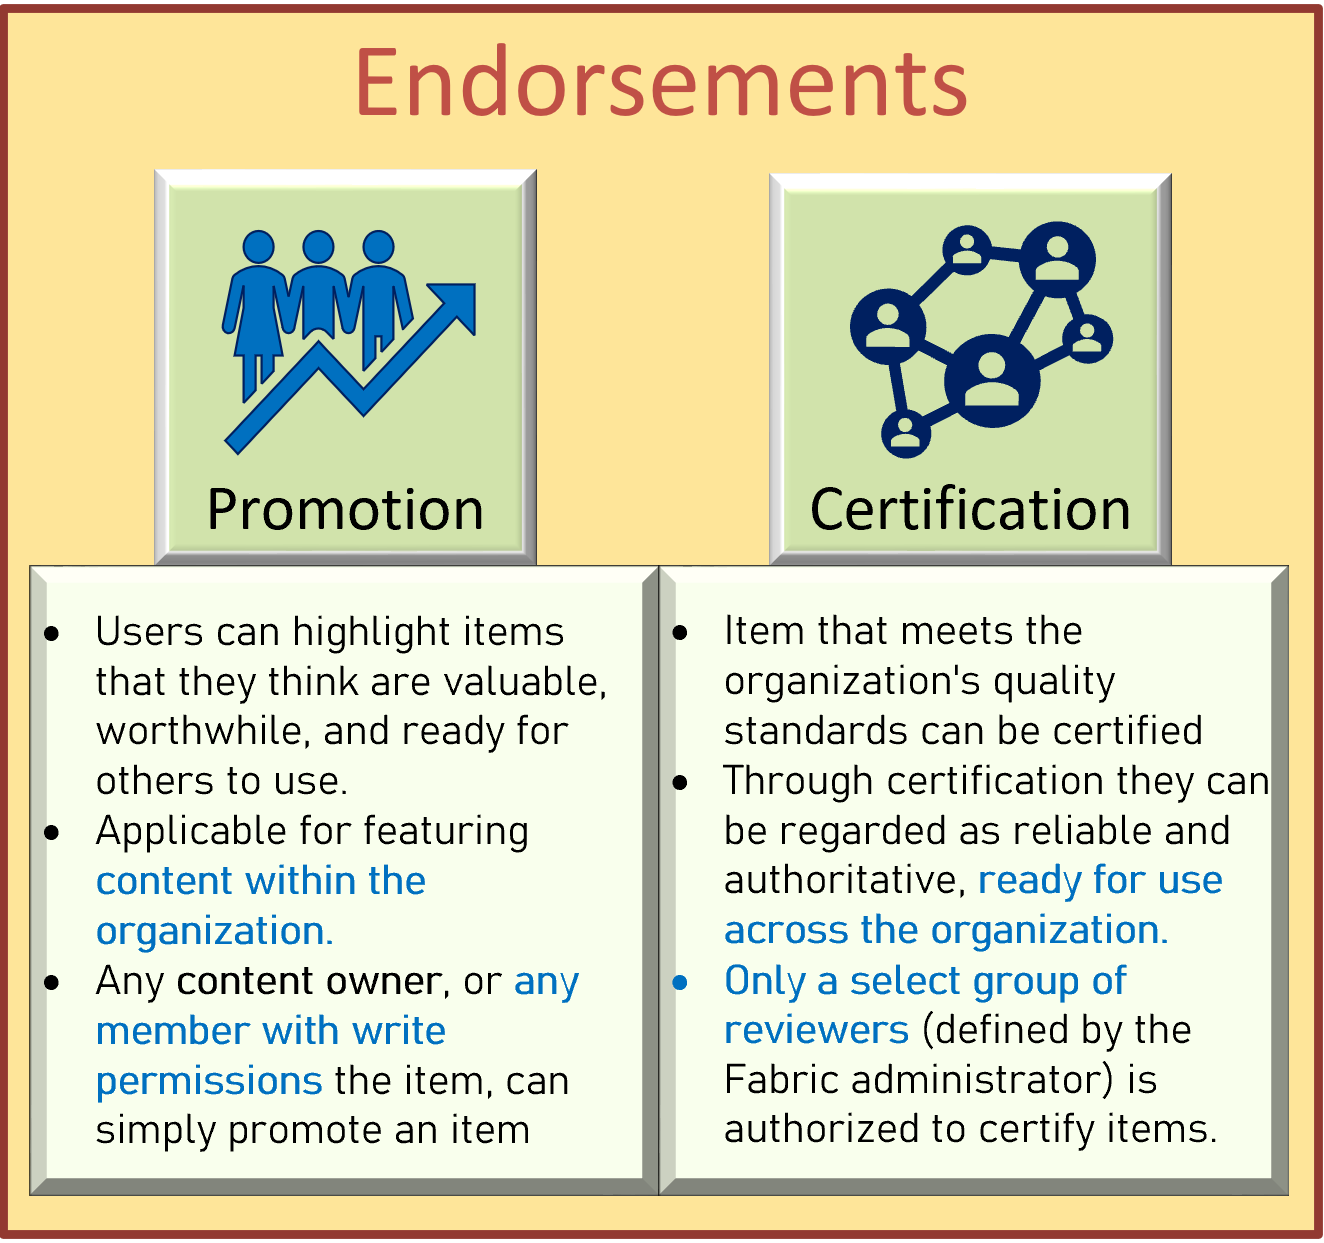 Endorsements
Promotion
Certification
• Users can highlight items
that they think are valuable,
worthwhile, and ready for
others to use.
• Applicable for featuring
content within the
organization.
• Any content owner, or any
member with write
permissions the item, can
simply promote an item
• Item that meets the
organization's quality
standards can be certified
• Through certification they can
be regarded as reliable and
authoritative, ready for use
across the organization.
• Only a select group of
reviewers (defined by the
Fabric administrator) is
authorized to certify items.